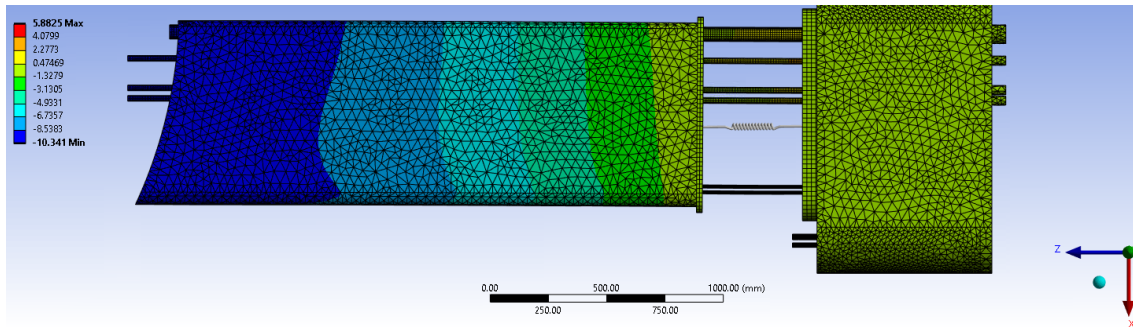 5.8825 Max
4.0799
2.2773
0.47469
-1.3279
-3.1305
-4.9331
-6.7357
-8.5383
-10.341 Min
0.00 500.00 1000.00 (mm)
250.00 750.00
Z
X